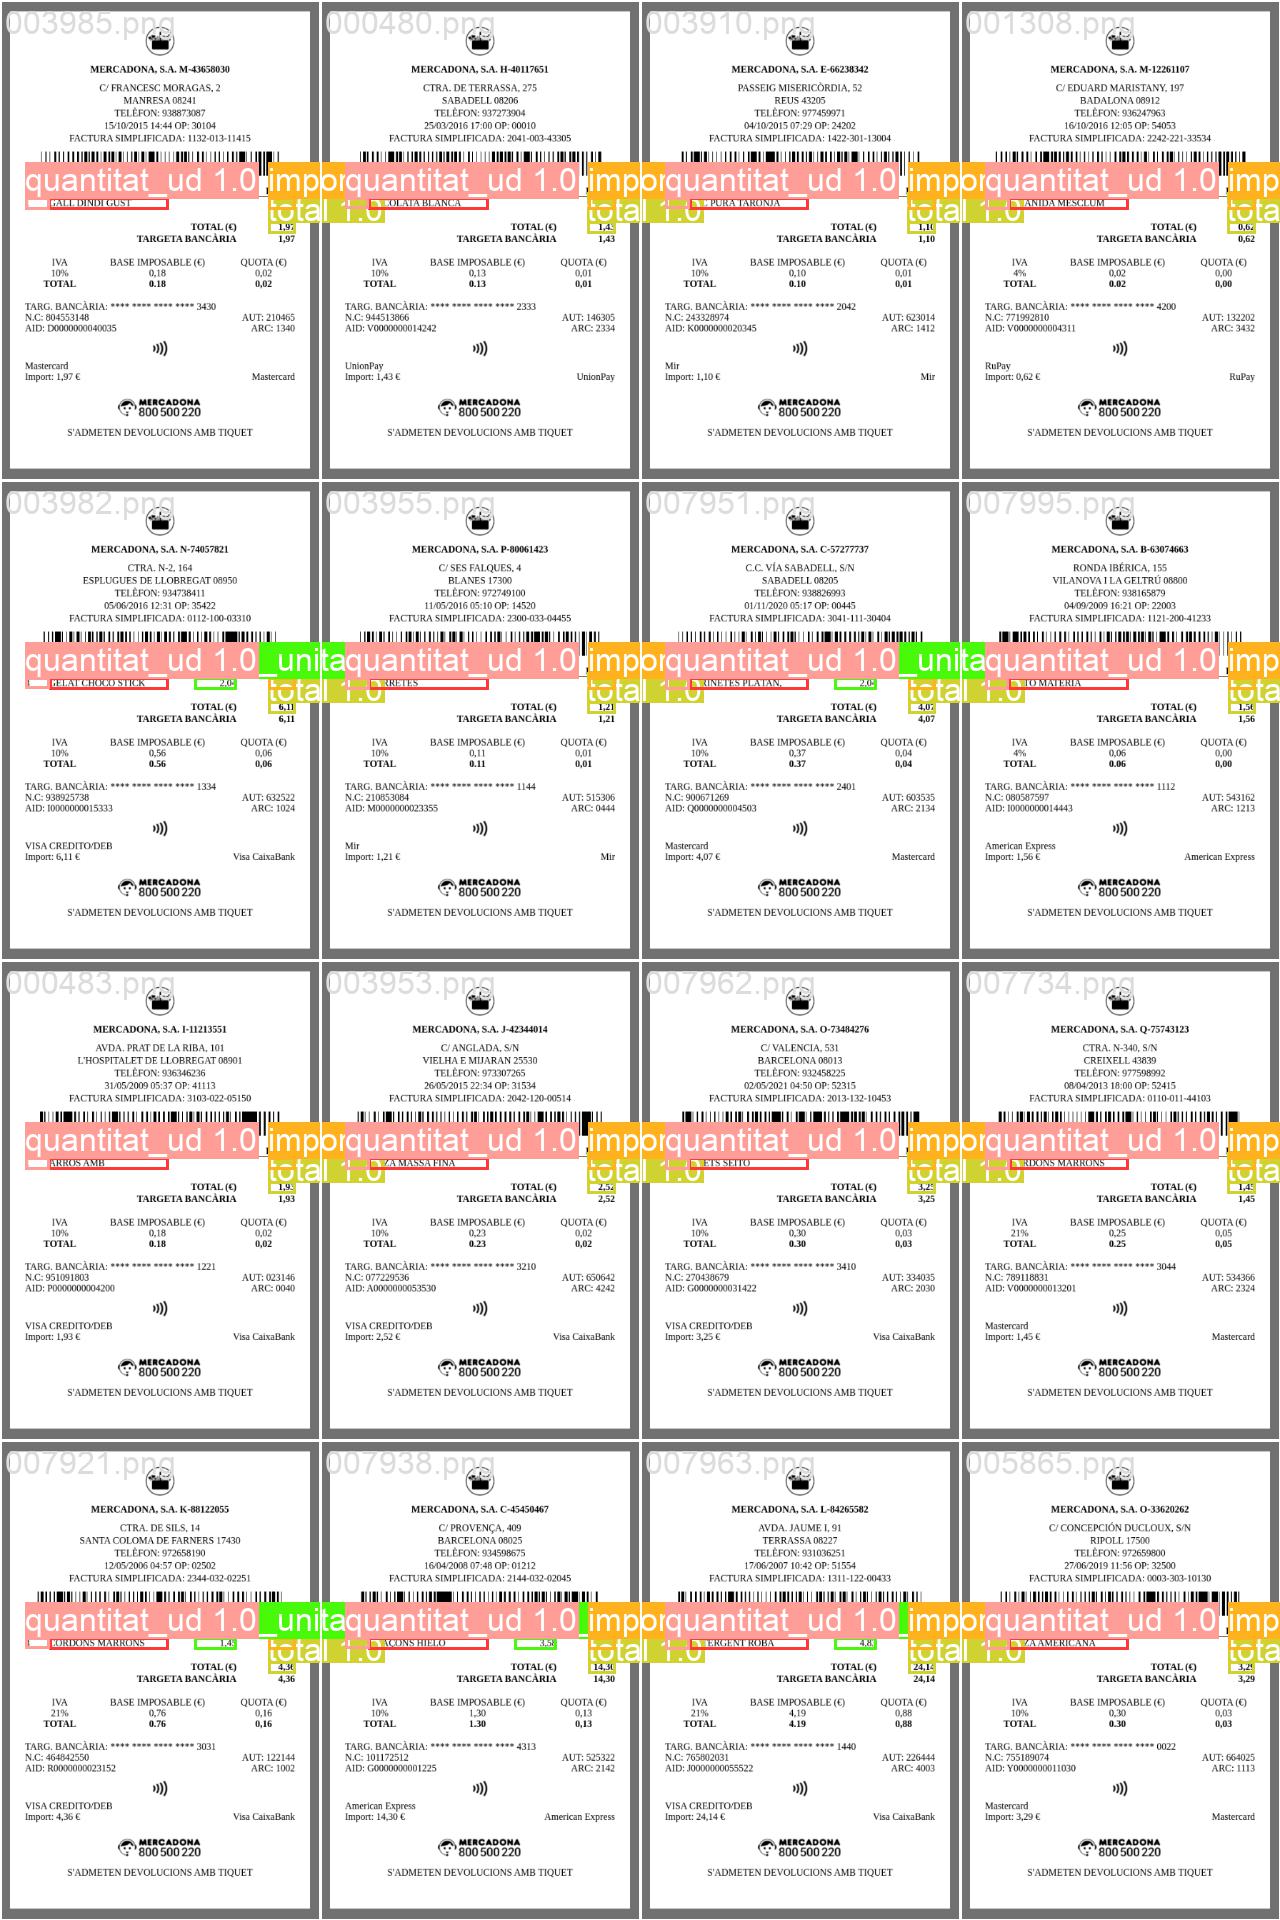 003985.png
MERCADONA, S.A. M-43658030
C/ FRANCESC MORAGAS, 2
MANRESA 08241
TELÈFON: 938873087
15/10/2015 14:44 OP: 30104
FACTURA SIMPLIFICADA: 1132-013-11415
quantitat_ud 1.0
GALL DINDI GUST
total 1.0
TOTAL (€) 1,97
TARGETA BANCÀRIA 1,97
IVA BASE IMPOSABLE (€) QUOTA (€)
10% 0,18 0,02
TOTAL 0.18 0,02
TARG. BANCÀRIA: **** **** **** **** 3430
N.C: 804553148 AUT: 210465
AID: D0000000040035 ARC: 1340
Mastercard
Import: 1,97 € Mastercard
MERCADONA
800 500 220
S'ADMETEN DEVOLUCIONS AMB TIQUET
000480.png
MERCADONA, S.A. H-40117651
CTRA. DE TERRASSA, 275
SABADELL 08206
TELÈFON: 937273904
25/03/2016 17:00 OP: 00010
FACTURA SIMPLIFICADA: 2041-003-43305
quantitat_ud 1.0
BLANCA
total 1.0
TOTAL (€) 1,43
TARGETA BANCÀRIA 1,43
IVA BASE IMPOSABLE (€) QUOTA (€)
10% 0,13 0,01
TOTAL 0.13 0,01
TARG. BANCÀRIA: **** **** **** **** 2333
N.C: 944513866 AUT: 146305
AID: V0000000014242 ARC: 2334
UnionPay
Import: 1,43 € UnionPay
MERCADONA
800 500 220
S'ADMETEN DEVOLUCIONS AMB TIQUET
003910.png
MERCADONA, S.A. E-66238342
PASSEIG MISERICÒRDIA, 52
REUS 43205
TELÈFON: 977459971
04/10/2015 07:29 OP: 24202
FACTURA SIMPLIFICADA: 1422-301-13004
quantitat_ud 1.0
PURA TARONJA
total 1.0
TOTAL (€) 1,10
TARGETA BANCÀRIA 1,10
IVA BASE IMPOSABLE (€) QUOTA (€)
10% 0,10 0,01
TOTAL 0.10 0,01
TARG. BANCÀRIA: **** **** **** **** 2042
N.C: 243328974 AUT: 623014
AID: K0000000020345 ARC: 1412
Mir
Import: 1,10 € Mir
MERCADONA
800 500 220
S'ADMETEN DEVOLUCIONS AMB TIQUET
001308.png
MERCADONA, S.A. M-12261107
C/ EDUARD MARISTANY, 197
BADALONA 08912
TELÈFON: 936247963
16/10/2016 12:05 OP: 54053
FACTURA SIMPLIFICADA: 2242-221-33534
quantitat_ud 1.0
MESCLUM
TOTAL (€) 0,62
TARGETA BANCÀRIA 0,62
IVA BASE IMPOSABLE (€) QUOTA (€)
4% 0,02 0,00
TOTAL 0.02 0,00
TARG. BANCÀRIA: **** **** **** **** 4200
N.C: 771992810 AUT: 132202
AID: V0000000004311 ARC: 3432
RuPay
Import: 0,62 € RuPay
MERCADONA
800 500 220
S'ADMETEN DEVOLUCIONS AMB TIQUET
003982.png
MERCADONA, S.A. N-74057821
CTRA. N-2, 164
ESPLUGUES DE LLOBREGAT 08950
TELÈFON: 934738411
05/06/2016 12:31 OP: 35422
FACTURA SIMPLIFICADA: 0112-100-03310
quantitat_ud 1.0
GELAT CHOCO STICK 2,04
total 1.0
TOTAL (€) 6,11
TARGETA BANCÀRIA 6,11
IVA BASE IMPOSABLE (€) QUOTA (€)
10% 0,56 0,06
TOTAL 0.56 0,06
TARG. BANCÀRIA: **** **** **** **** 1334
N.C: 938925738 AUT: 632522
AID: I0000000015333 ARC: 1024
VISA CREDITO/DEB
Import: 6,11 € Visa CaixaBank
MERCADONA
800 500 220
S'ADMETEN DEVOLUCIONS AMB TIQUET
003955.png
MERCADONA, S.A. P-80061423
C/ SES FALQUES, 4
BLANES 17300
TELÈFON: 972749100
11/05/2016 05:10 OP: 14520
FACTURA SIMPLIFICADA: 2300-033-04455
quantitat_ud 1.0
total 1.0
TOTAL (€) 1,21
TARGETA BANCÀRIA 1,21
IVA BASE IMPOSABLE (€) QUOTA (€)
10% 0,11 0,01
TOTAL 0.11 0,01
TARG. BANCÀRIA: **** **** **** **** 1144
N.C: 210853084 AUT: 515306
AID: M0000000023355 ARC: 0444
Mir
Import: 1,21 € Mir
MERCADONA
800 500 220
S'ADMETEN DEVOLUCIONS AMB TIQUET
007951.png
MERCADONA, S.A. C-57277737
C.C. VÍA SABADELL, S/N
SABADELL 08205
TELÈFON: 938826993
01/11/2020 05:17 OP: 00445
FACTURA SIMPLIFICADA: 3041-111-30404
quantitat_ud 1.0
PLATAN, 2,04
total 1.0
TOTAL (€) 4,07
TARGETA BANCÀRIA 4,07
IVA BASE IMPOSABLE (€) QUOTA (€)
10% 0,37 0,04
TOTAL 0.37 0,04
TARG. BANCÀRIA: **** **** **** **** 2401
N.C: 900671269 AUT: 603535
AID: Q0000000004503 ARC: 2134
Mastercard
Import: 4,07 € Mastercard
MERCADONA
800 500 220
S'ADMETEN DEVOLUCIONS AMB TIQUET
007995.png
MERCADONA, S.A. B-63074663
RONDA IBÉRICA, 155
VILANOVA I LA GELTRÚ 08800
TELÈFON: 938165879
04/09/2009 16:21 OP: 22003
FACTURA SIMPLIFICADA: 1121-200-41233
quantitat_ud 1.0
MATERIA
TOTAL (€) 1,56
TARGETA BANCÀRIA 1,56
IVA BASE IMPOSABLE (€) QUOTA (€)
4% 0,06 0,00
TOTAL 0.06 0,00
TARG. BANCÀRIA: **** **** **** **** 1112
N.C: 080587597 AUT: 543162
AID: I0000000014443 ARC: 1213
American Express
Import: 1,56 € American Express
MERCADONA
800 500 220
S'ADMETEN DEVOLUCIONS AMB TIQUET
000483.png
MERCADONA, S.A. I-11213551
AVDA. PRAT DE LA RIBA, 101
L'HOSPITALET DE LLOBREGAT 08901
TELÈFON: 936346236
31/05/2009 05:37 OP: 41113
FACTURA SIMPLIFICADA: 3103-022-05150
quantitat_ud 1.0
ARROS AMB
total 1.0
TOTAL (€) 1,93
TARGETA BANCÀRIA 1,93
IVA BASE IMPOSABLE (€) QUOTA (€)
10% 0,18 0,02
TOTAL 0.18 0,02
TARG. BANCÀRIA: **** **** **** **** 1221
N.C: 951091803 AUT: 023146
AID: P0000000004200 ARC: 0040
VISA CREDITO/DEB
Import: 1,93 € Visa CaixaBank
MERCADONA
800 500 220
S'ADMETEN DEVOLUCIONS AMB TIQUET
003953.png
MERCADONA, S.A. J-42344014
C/ ANGLADA, S/N
VIELHA E MIJARAN 25530
TELÈFON: 973307265
26/05/2015 22:34 OP: 31534
FACTURA SIMPLIFICADA: 2042-120-00514
quantitat_ud 1.0
MASSA FINA
total 1.0
TOTAL (€) 2,52
TARGETA BANCÀRIA 2,52
IVA BASE IMPOSABLE (€) QUOTA (€)
10% 0,23 0,02
TOTAL 0.23 0,02
TARG. BANCÀRIA: **** **** **** **** 3210
N.C: 077229536 AUT: 650642
AID: A0000000053530 ARC: 4242
VISA CREDITO/DEB
Import: 2,52 € Visa CaixaBank
MERCADONA
800 500 220
S'ADMETEN DEVOLUCIONS AMB TIQUET
007962.png
MERCADONA, S.A. O-73484276
C/ VALENCIA, 531
BARCELONA 08013
TELÈFON: 932458225
02/05/2021 04:50 OP: 52315
FACTURA SIMPLIFICADA: 2013-132-10453
quantitat_ud 1.0
SEITO
total 1.0
TOTAL (€) 3,25
TARGETA BANCÀRIA 3,25
IVA BASE IMPOSABLE (€) QUOTA (€)
10% 0,30 0,03
TOTAL 0.30 0,03
TARG. BANCÀRIA: **** **** **** **** 3410
N.C: 270438679 AUT: 334035
AID: G0000000031422 ARC: 2030
VISA CREDITO/DEB
Import: 3,25 € Visa CaixaBank
MERCADONA
800 500 220
S'ADMETEN DEVOLUCIONS AMB TIQUET
007734.png
MERCADONA, S.A. Q-75743123
CTRA. N-340, S/N
CREIXELL 43839
TELÈFON: 977598992
08/04/2013 18:00 OP: 52415
FACTURA SIMPLIFICADA: 0110-011-44103
quantitat_ud 1.0
MARRONS
TOTAL (€) 1,45
TARGETA BANCÀRIA 1,45
IVA BASE IMPOSABLE (€) QUOTA (€)
21% 0,25 0,05
TOTAL 0.25 0,05
TARG. BANCÀRIA: **** **** **** **** 3044
N.C: 789118831 AUT: 534366
AID: V0000000013201 ARC: 2324
Mastercard
Import: 1,45 € Mastercard
MERCADONA
800 500 220
S'ADMETEN DEVOLUCIONS AMB TIQUET
007921.png
MERCADONA, S.A. K-88122055
CTRA. DE SILS, 14
SANTA COLOMA DE FARNERS 17430
TELÈFON: 972658190
12/05/2006 04:57 OP: 02502
FACTURA SIMPLIFICADA: 2344-032-02251
quantitat_ud 1.0
CORDONS MARRONS 1,45
total 1.0
TOTAL (€) 4,36
TARGETA BANCÀRIA 4,36
IVA BASE IMPOSABLE (€) QUOTA (€)
21% 0,76 0,16
TOTAL 0.76 0,16
TARG. BANCÀRIA: **** **** **** **** 3031
N.C: 464842550 AUT: 122144
AID: R0000000023152 ARC: 1002
VISA CREDITO/DEB
Import: 4,36 € Visa CaixaBank
MERCADONA
800 500 220
S'ADMETEN DEVOLUCIONS AMB TIQUET
007938.png
MERCADONA, S.A. C-45450467
C/ PROVENÇA, 409
BARCELONA 08025
TELÈFON: 934598675
16/04/2008 07:48 OP: 01212
FACTURA SIMPLIFICADA: 2144-032-02045
quantitat_ud 1.0
HIELO 3,58
total 1.0
TOTAL (€) 14,30
TARGETA BANCÀRIA 14,30
IVA BASE IMPOSABLE (€) QUOTA (€)
10% 1,30 0,13
TOTAL 1.30 0,13
TARG. BANCÀRIA: **** **** **** **** 4313
N.C: 101172512 AUT: 525322
AID: G0000000001225 ARC: 2142
American Express
Import: 14,30 € American Express
MERCADONA
800 500 220
S'ADMETEN DEVOLUCIONS AMB TIQUET
007963.png
MERCADONA, S.A. L-84265582
AVDA. JAUME I, 91
TERRASSA 08227
TELÈFON: 931036251
17/06/2007 10:42 OP: 51554
FACTURA SIMPLIFICADA: 1311-122-00433
quantitat_ud 1.0
ROBA 4,83
total 1.0
TOTAL (€) 24,14
TARGETA BANCÀRIA 24,14
IVA BASE IMPOSABLE (€) QUOTA (€)
21% 4,19 0,88
TOTAL 4.19 0,88
TARG. BANCÀRIA: **** **** **** **** 1440
N.C: 765802031 AUT: 226444
AID: J0000000055522 ARC: 4003
VISA CREDITO/DEB
Import: 24,14 € Visa CaixaBank
MERCADONA
800 500 220
S'ADMETEN DEVOLUCIONS AMB TIQUET
005865.png
MERCADONA, S.A. O-33620262
C/ CONCEPCIÓN DUCLOUX, S/N
RIPOLL 17500
TELÈFON: 972659800
27/06/2019 11:56 OP: 32500
FACTURA SIMPLIFICADA: 0003-303-10130
quantitat_ud 1.0
AMERICANA
TOTAL (€) 3,29
TARGETA BANCÀRIA 3,29
IVA BASE IMPOSABLE (€) QUOTA (€)
10% 0,30 0,03
TOTAL 0.30 0,03
TARG. BANCÀRIA: **** **** **** **** 0022
N.C: 755189074 AUT: 664025
AID: Y0000000011030 ARC: 1113
Mastercard
Import: 3,29 € Mastercard
MERCADONA
800 500 220
S'ADMETEN DEVOLUCIONS AMB TIQUET